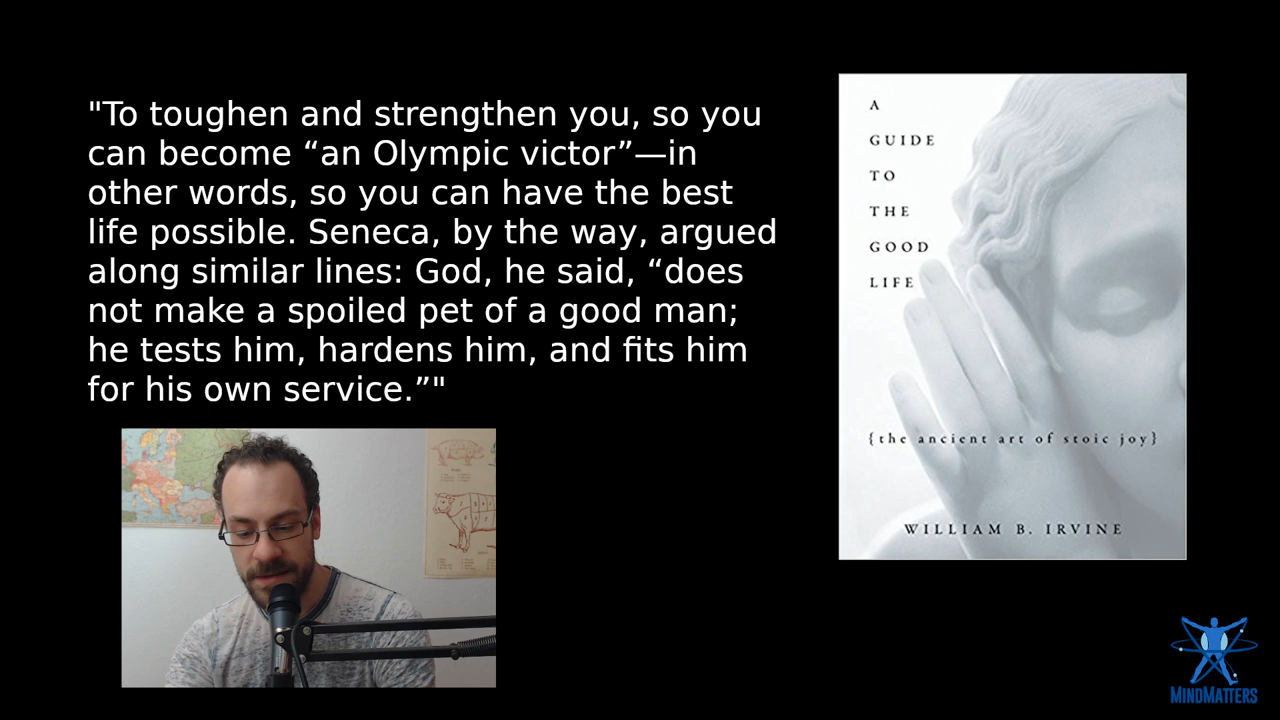 "To toughen and strengthen you, so you
can become “an Olympic victor”—in
other words, so you can have the best
life possible. Seneca, by the way, argued
along similar lines: God, he said, “does
not make a spoiled pet of a good man;
he tests him, hardens him, and fits him
for his own service.”"
A
GUIDE
TO
THE
GOOD
LIFE
{the ancient art of stoic joy}
WILLIAM B. IRVINE
MINDMATTERS